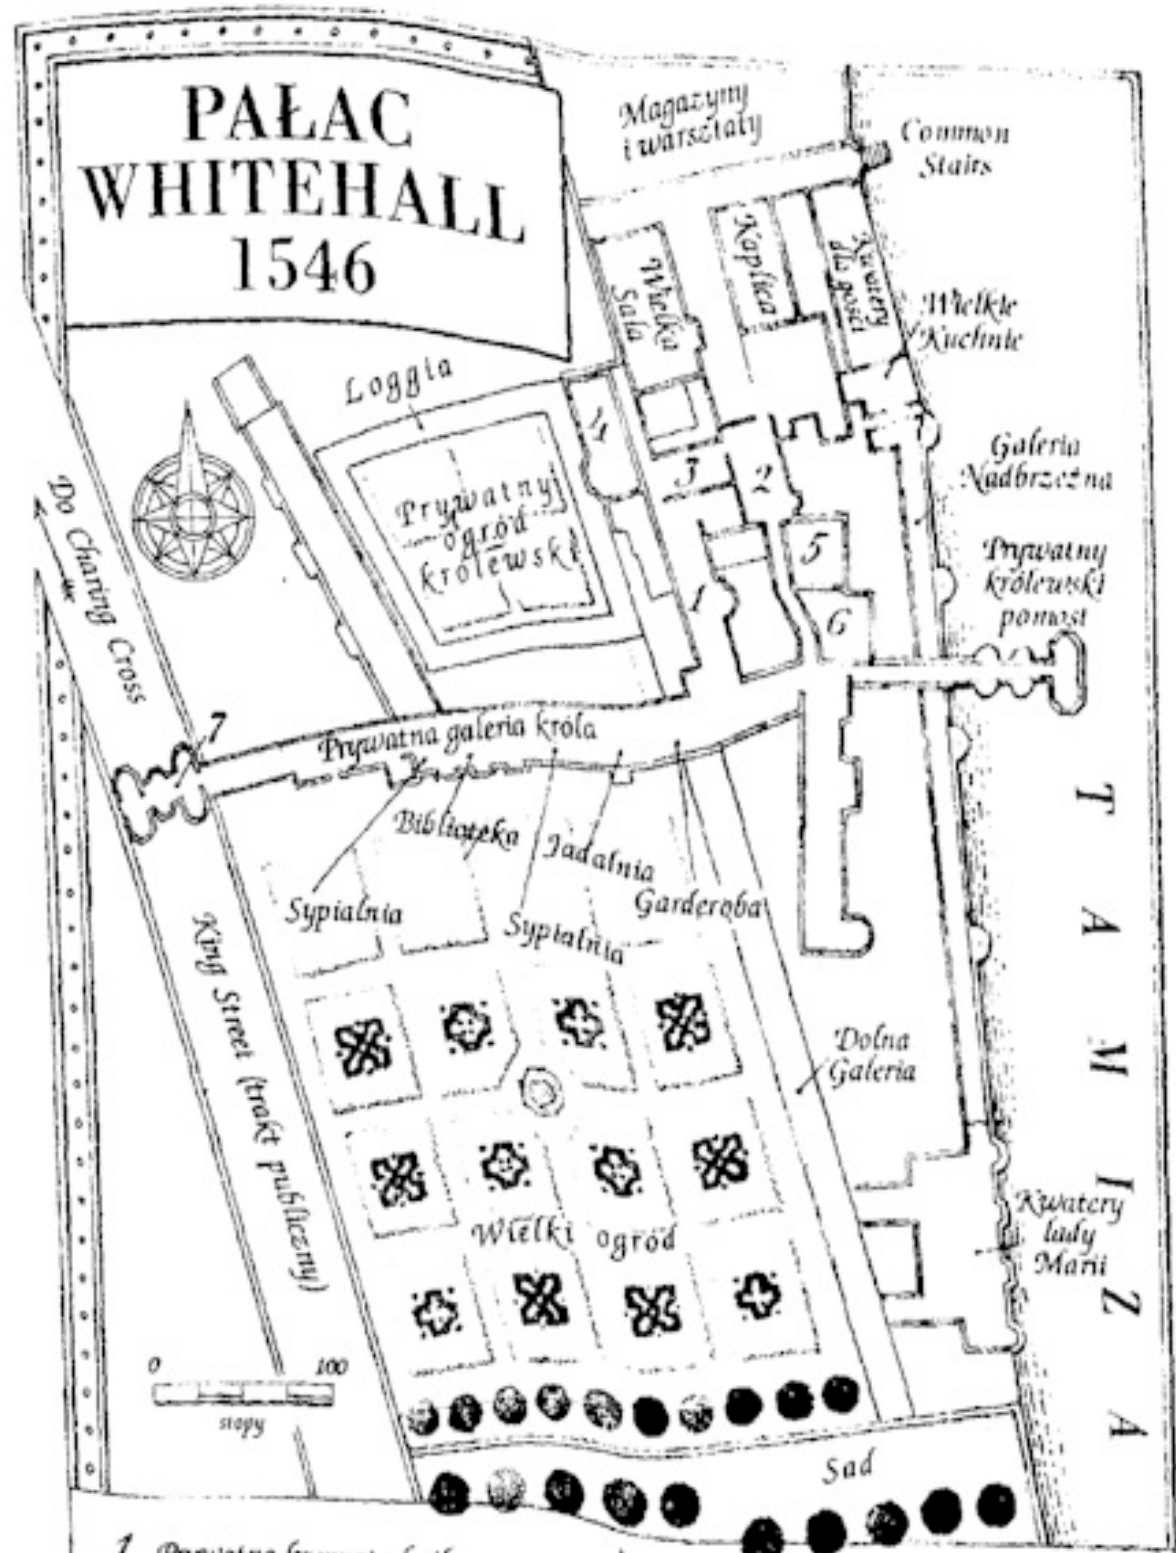 PAŁAC
WHITEHALL
1546
Magazyny
i warsztaty
Common
Stairs
Wielka
Sala
Kaplica
Kwatery
dla gości
Wielkie
Kuchnie
Loggia
4
3
2
Galeria
Nadbrzeżna
Prywatny
ogród
królewski
5
Prywatny
królewski
pomost
1
6
Do Charing Cross
7
Prywatna galeria króla
Biblioteka
Jadalnia
Sypialnia
Garderoba
Sypialnia
TAMIZA
King Street (trakt publiczny)
Dolna
Galeria
Kwatery
lady
Marii
Wielki ogród
0 100
stopy
Sad
1 Prywatne